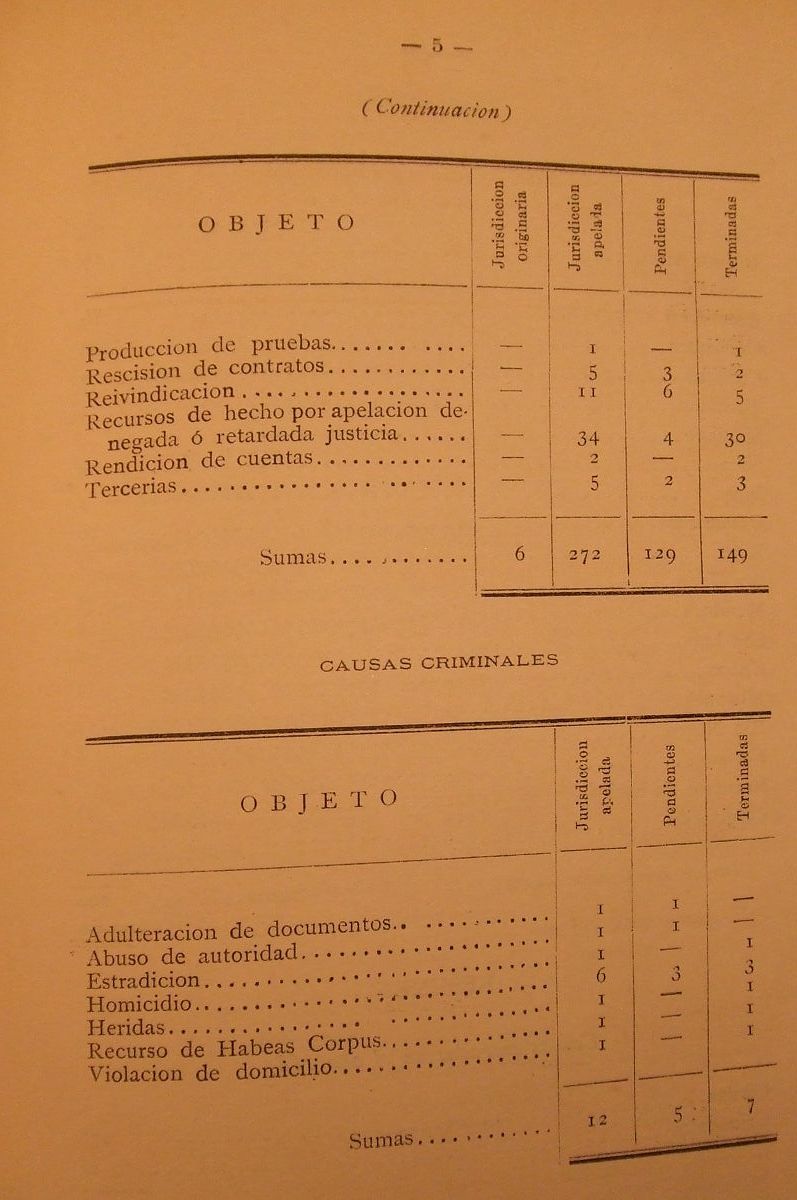 — 5 —
(Continuacion)
OBJETO Jurisdiccion originaria Jurisdiccion apelada Pendientes Terminadas
Produccion de pruebas........... — 1 — 1
Rescision de contratos............ — 5 3 2
Reivindicacion................... — 11 6 5
Recursos de hecho por apelacion de-
negada ó retardada justicia...... — 34 4 30
Rendicion de cuentas............. — 2 — 2
Tercerias........................ — 5 2 3
Sumas............ 6 272 129 149
CAUSAS CRIMINALES
OBJETO Jurisdiccion apelada Pendientes Terminadas
Adulteracion de documentos............ 1 1 —
Abuso de autoridad.................... 1 1 —
Estradicion........................... 1 — 1
Homicidio............................. 6 3 3
Heridas............................... 1 — 1
Recurso de Habeas Corpus.............. 1 — 1
Violacion de domicilio................ 1 — 1
Sumas............ 12 5 7